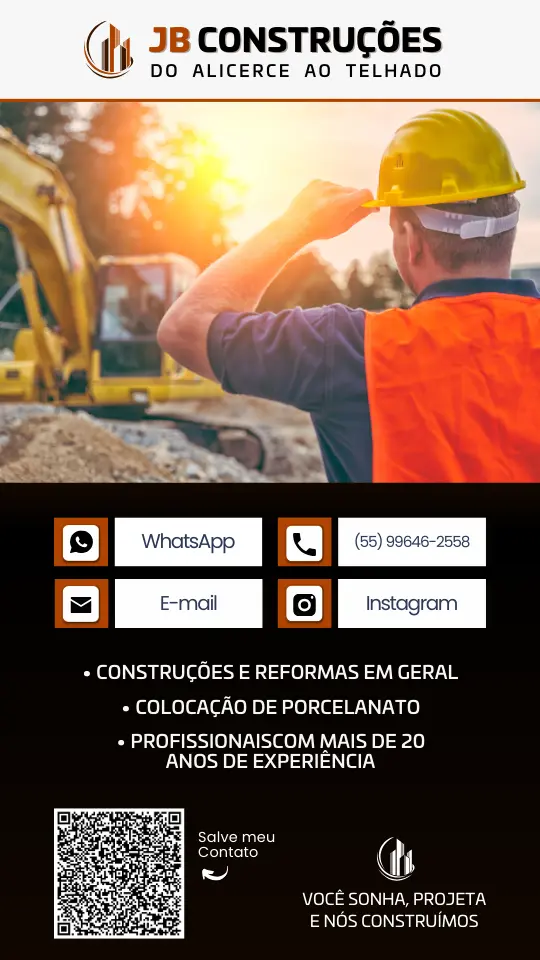 JB CONSTRUÇÕES
DO ALICERCE AO TELHADO
WhatsApp
(55) 99646-2558
E-mail
Instagram
• CONSTRUÇÕES E REFORMAS EM GERAL
• COLOCAÇÃO DE PORCELANATO
• PROFISSIONAISCOM MAIS DE 20
ANOS DE EXPERIÊNCIA
Salve meu
Contato
VOCÊ SONHA, PROJETA
E NÓS CONSTRUÍMOS